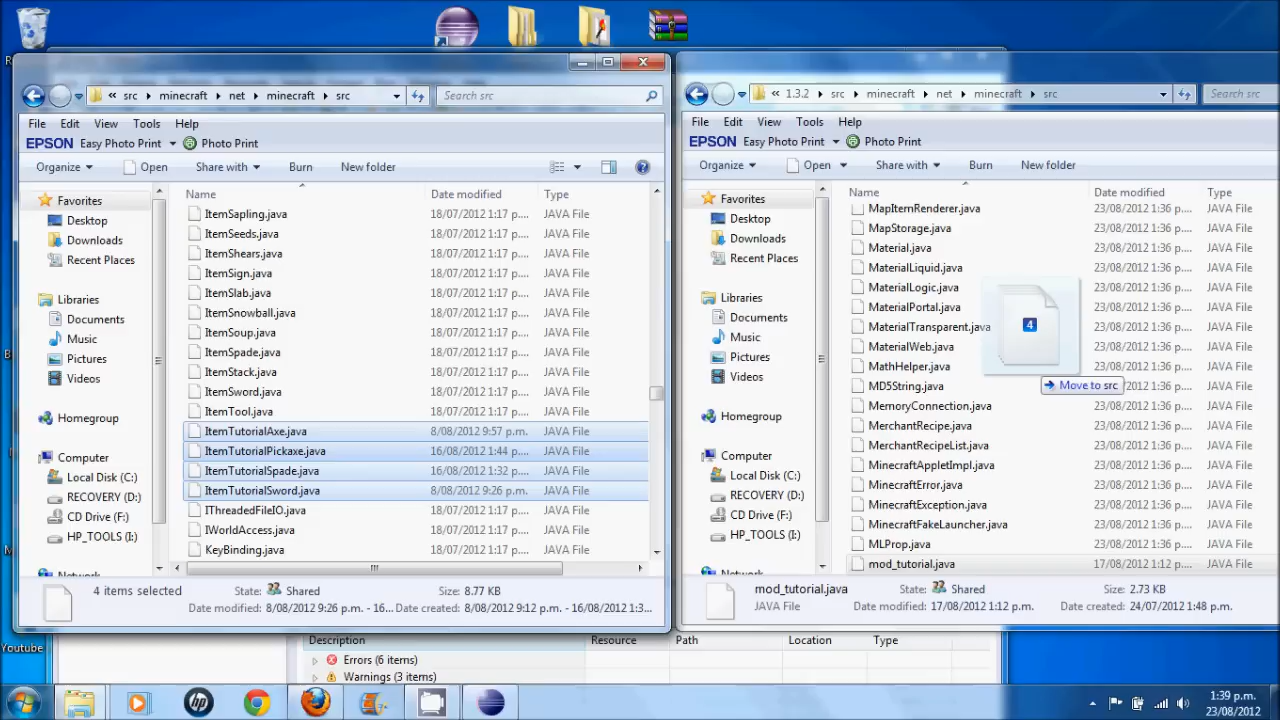 « src ▸ minecraft ▸ net ▸ minecraft ▸ src
Search src
File Edit View Tools Help
EPSON Easy Photo Print Photo Print
Organize Open Share with Burn New folder
Name Date modified Type
Favorites
Desktop
Downloads
Recent Places
Libraries
Documents
Music
Pictures
Videos
Homegroup
Computer
Local Disk (C:)
RECOVERY (D:)
CD Drive (F:)
HP_TOOLS (I:)
Network
ItemSapling.java 18/07/2012 1:17 p.... JAVA File
ItemSeeds.java 18/07/2012 1:17 p.... JAVA File
ItemShears.java 18/07/2012 1:17 p.... JAVA File
ItemSign.java 18/07/2012 1:17 p.... JAVA File
ItemSlab.java 18/07/2012 1:17 p.... JAVA File
ItemSnowball.java 18/07/2012 1:17 p.... JAVA File
ItemSoup.java 18/07/2012 1:17 p.... JAVA File
ItemSpade.java 18/07/2012 1:17 p.... JAVA File
ItemStack.java 18/07/2012 1:17 p.... JAVA File
ItemSword.java 18/07/2012 1:17 p.... JAVA File
ItemTool.java 18/07/2012 1:17 p.... JAVA File
ItemTutorialAxe.java 8/08/2012 9:57 p.m. JAVA File
ItemTutorialPickaxe.java 16/08/2012 1:44 p.... JAVA File
ItemTutorialSpade.java 16/08/2012 1:32 p.... JAVA File
ItemTutorialSword.java 8/08/2012 9:26 p.m. JAVA File
IThreadedFileIO.java 18/07/2012 1:17 p.... JAVA File
IWorldAccess.java 18/07/2012 1:17 p.... JAVA File
KeyBinding.java 18/07/2012 1:17 p.... JAVA File
4 items selected State: Shared Size: 8.77 KB
Date modified: 8/08/2012 9:26 p.m. - 16... Date created: 8/08/2012 9:12 p.m. - 16/08/2012 1:3...
« 1.3.2 ▸ src ▸ minecraft ▸ net ▸ minecraft ▸ src
Search src
File Edit View Tools Help
EPSON Easy Photo Print Photo Print
Organize Open Share with Burn New folder
Name Date modified Type
Favorites
Desktop
Downloads
Recent Places
Libraries
Documents
Music
Pictures
Videos
Homegroup
Computer
Local Disk (C:)
RECOVERY (D:)
CD Drive (F:)
HP_TOOLS (I:)
Network
MapItemRenderer.java 23/08/2012 1:36 p.... JAVA File
MapStorage.java 23/08/2012 1:36 p.... JAVA File
Material.java 23/08/2012 1:36 p.... JAVA File
MaterialLiquid.java 23/08/2012 1:36 p.... JAVA File
MaterialLogic.java 23/08/2012 1:36 p.... JAVA File
MaterialPortal.java 23/08/2012 1:36 p.... JAVA File
MaterialTransparent.java 23/08/2012 1:36 p.... JAVA File
MaterialWeb.java 23/08/2012 1:36 p.... JAVA File
MathHelper.java 23/08/2012 1:36 p.... JAVA File
MD5String.java 23/08/2012 1:36 p.... JAVA File
MemoryConnection.java 23/08/2012 1:36 p.... JAVA File
MerchantRecipe.java 23/08/2012 1:36 p.... JAVA File
MerchantRecipeList.java 23/08/2012 1:36 p.... JAVA File
MinecraftAppletImpl.java 23/08/2012 1:36 p.... JAVA File
MinecraftError.java 23/08/2012 1:36 p.... JAVA File
MinecraftException.java 23/08/2012 1:36 p.... JAVA File
MinecraftFakeLauncher.java 23/08/2012 1:36 p.... JAVA File
MLProp.java 23/08/2012 1:36 p.... JAVA File
mod_tutorial.java 17/08/2012 1:12 p.... JAVA File
4
Move to src
mod_tutorial.java State: Shared Size: 2.73 KB
JAVA File Date modified: 17/08/2012 1:12 p.m. Date created: 24/07/2012 1:48 p.m.
Description Resource Path Location Type
Errors (6 items)
Warnings (3 items)
Youtube
hp
1:39 p.m.
23/08/2012